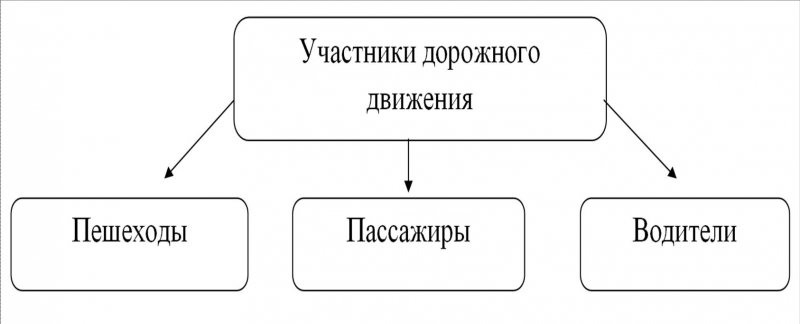 Участники дорожного
движения
Пешеходы
Пассажиры
Водители